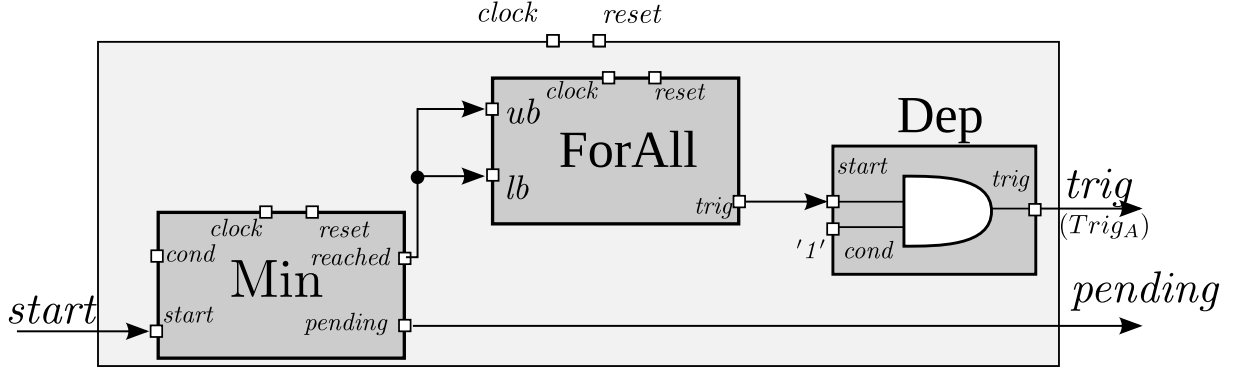 clock reset
clock reset
ub
ForAll
lb
trig
Dep
start
trig
'1'
cond
trig
(Trig_A)
clock reset
cond
reached
Min
start
pending
start
pending